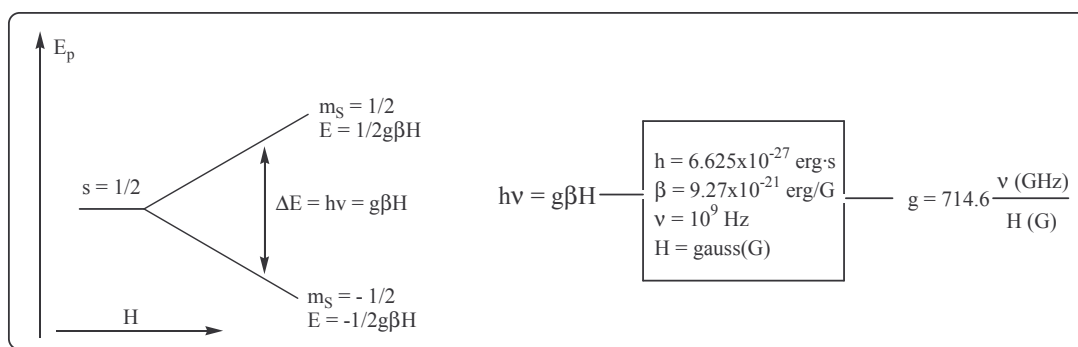 E_p
m_S = 1/2
E = 1/2gβH
s = 1/2
ΔE = hν = gβH
m_S = - 1/2
E = -1/2gβH
H
hν = gβH
h = 6.625x10^-27 erg·s
β = 9.27x10^-21 erg/G
ν = 10^9 Hz
H = gauss(G)
g = 714.6 ν (GHz)
H (G)